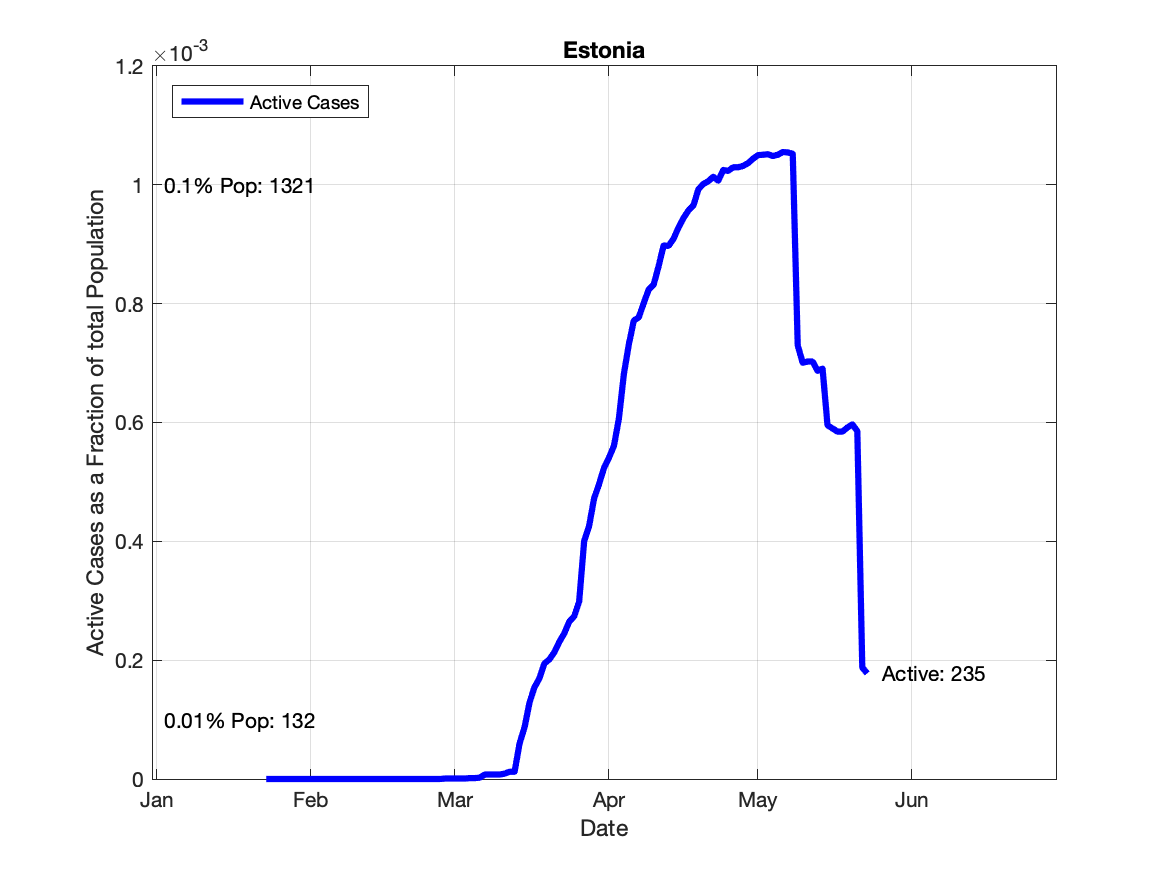 Estonia
×10-3
1.2
1
0.8
0.6
0.4
0.2
0
Active Cases
0.1% Pop: 1321
0.01% Pop: 132
Active: 235
Active Cases as a Fraction of total Population
Jan Feb Mar Apr May Jun
Date